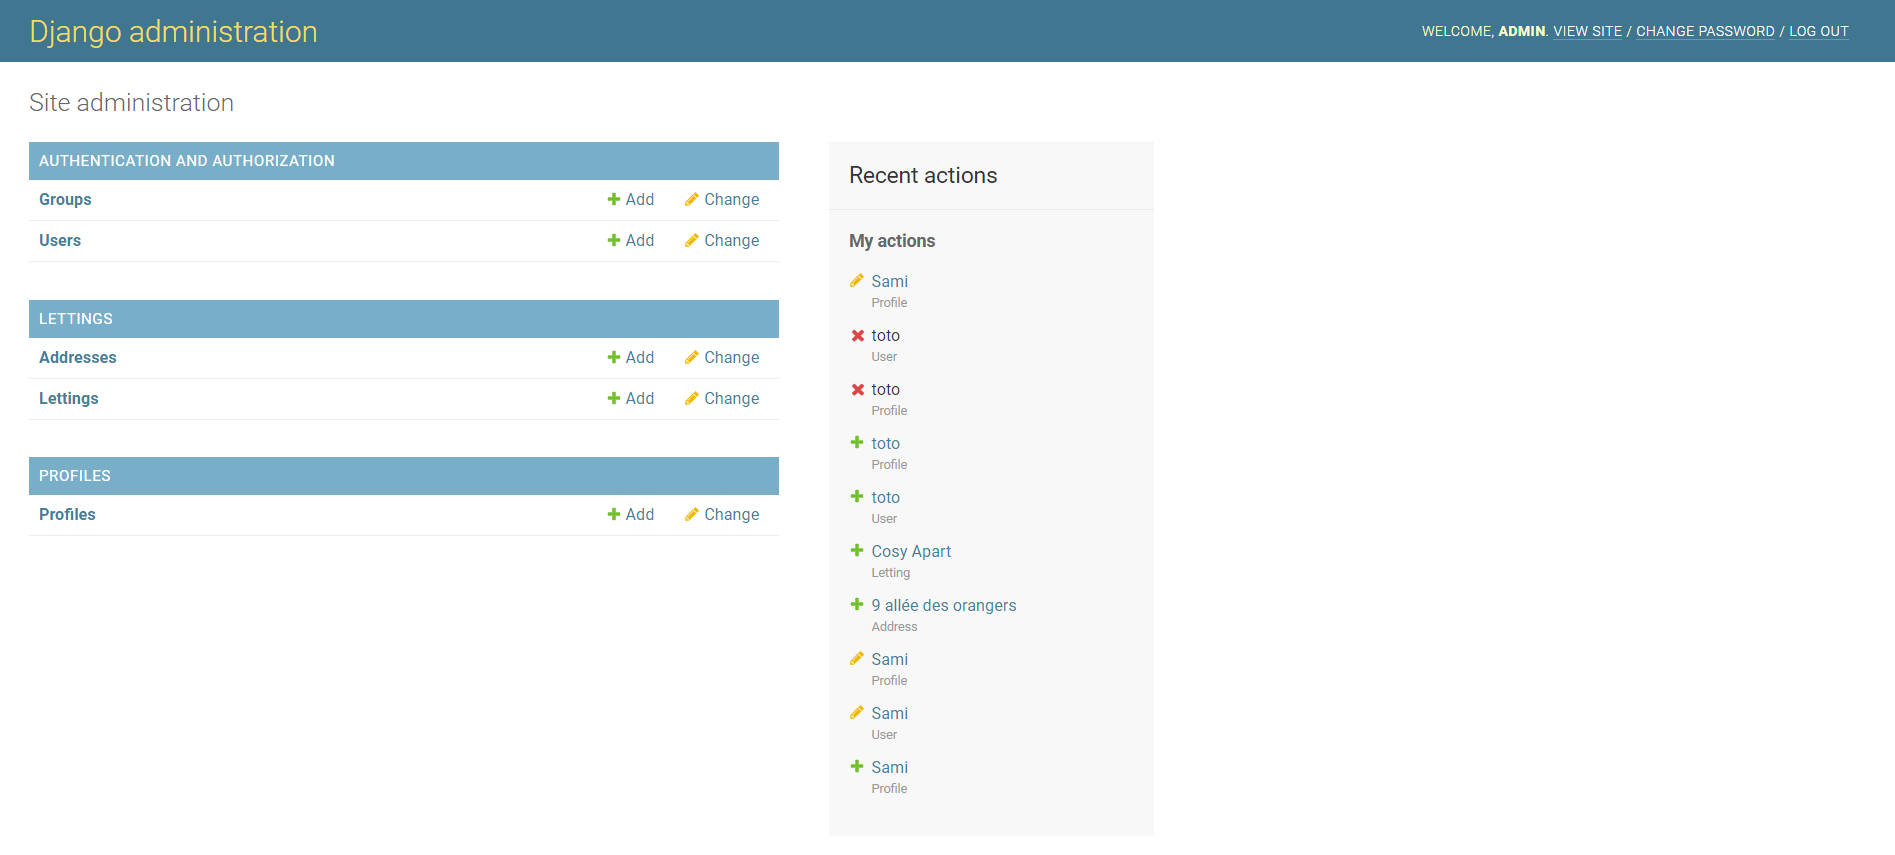 Django administration
WELCOME, ADMIN. VIEW SITE / CHANGE PASSWORD / LOG OUT
Site administration
AUTHENTICATION AND AUTHORIZATION
Groups Add Change
Users Add Change
LETTINGS
Addresses Add Change
Lettings Add Change
PROFILES
Profiles Add Change
Recent actions
My actions
Sami
Profile
toto
User
toto
Profile
toto
Profile
toto
User
Cosy Apart
Letting
9 allée des orangers
Address
Sami
Profile
Sami
User
Sami
Profile